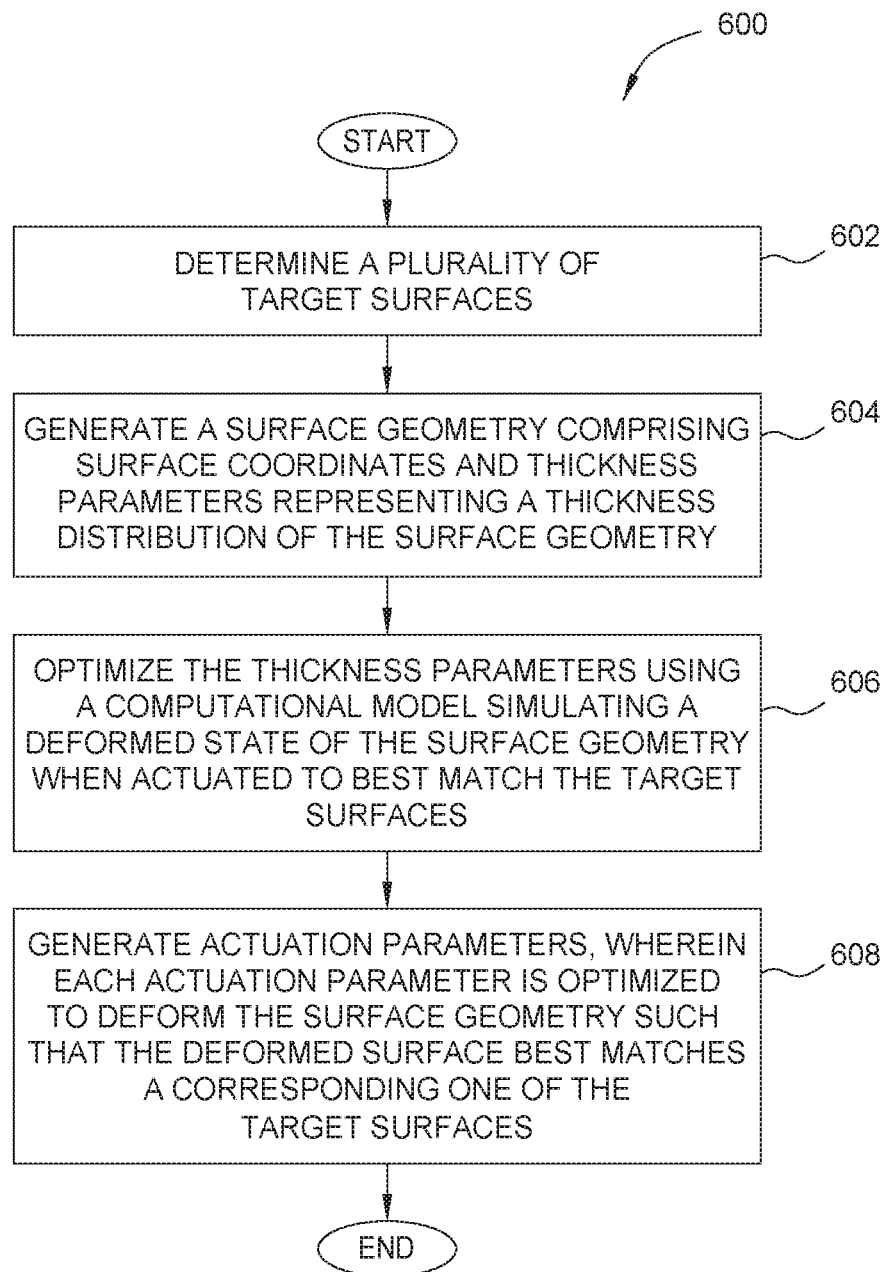 600
START
DETERMINE A PLURALITY OF
TARGET SURFACES
602
GENERATE A SURFACE GEOMETRY COMPRISING
SURFACE COORDINATES AND THICKNESS
PARAMETERS REPRESENTING A THICKNESS
DISTRIBUTION OF THE SURFACE GEOMETRY
604
OPTIMIZE THE THICKNESS PARAMETERS USING
A COMPUTATIONAL MODEL SIMULATING A
DEFORMED STATE OF THE SURFACE GEOMETRY
WHEN ACTUATED TO BEST MATCH THE TARGET
SURFACES
606
GENERATE ACTUATION PARAMETERS, WHEREIN
EACH ACTUATION PARAMETER IS OPTIMIZED
TO DEFORM THE SURFACE GEOMETRY SUCH
THAT THE DEFORMED SURFACE BEST MATCHES
A CORRESPONDING ONE OF THE
TARGET SURFACES
608
END